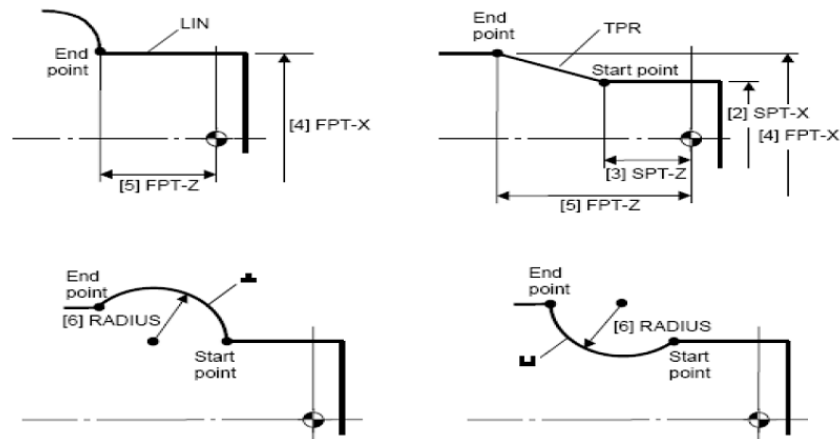 LIN
End
point
[4] FPT-X
[5] FPT-Z
End
point
TPR
Start point
[2] SPT-X
[4] FPT-X
[3] SPT-Z
[5] FPT-Z
End
point
[6] RADIUS
Start
point
End
point
[6] RADIUS
Start
point